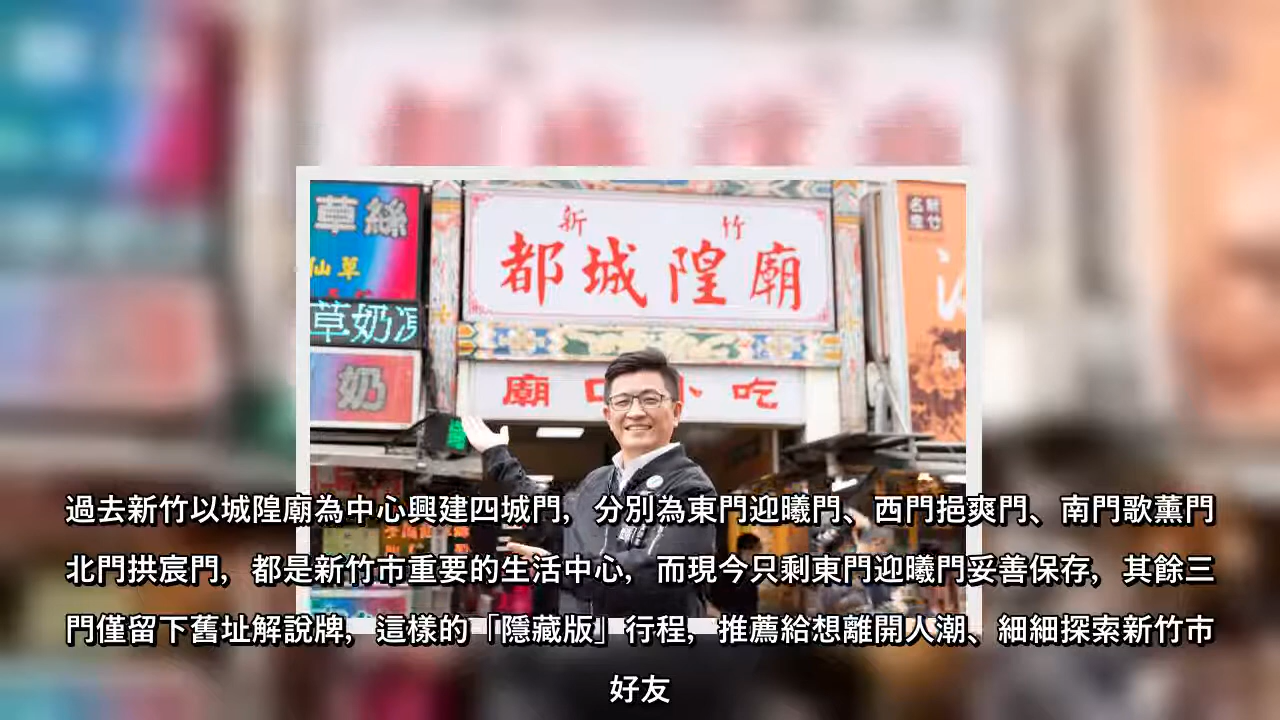 草絲
仙草
草奶凍
奶
新竹
都城隍廟
廟口小吃
新竹
名產
過去新竹以城隍廟為中心興建四城門，分別為東門迎曦門、西門挹爽門、南門歌薰門
北門拱宸門，都是新竹市重要的生活中心，而現今只剩東門迎曦門妥善保存，其餘三
門僅留下舊址解說牌，這樣的「隱藏版」行程，推薦給想離開人潮、細細探索新竹市
好友